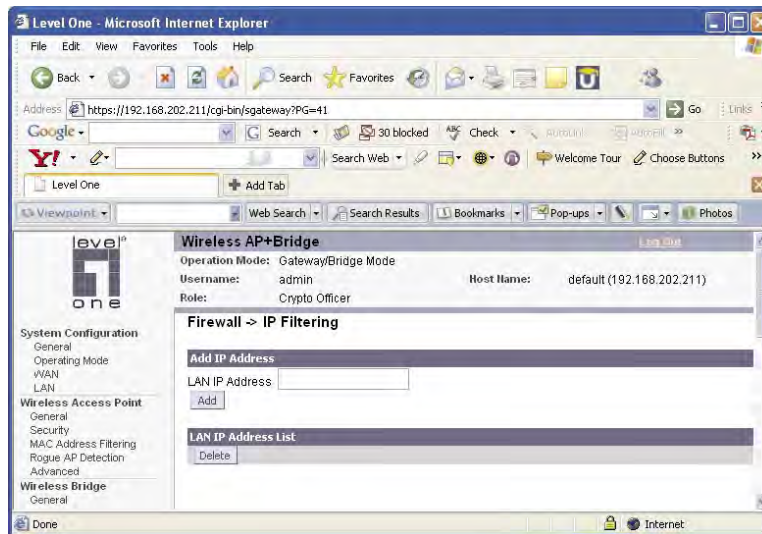 Level One - Microsoft Internet Explorer
File Edit View Favorites Tools Help
Back Search Favorites
Address https://192.168.202.211/cgi-bin/sgateway?PG=41 Go Links
Google Search 30 blocked ABC Check AutoLink AutoFill
Y! Search Web Welcome Tour Choose Buttons
Level One Add Tab
Viewpoint Web Search Search Results Bookmarks Pop-ups Photos
level one
Wireless AP+Bridge Log Out
Operation Mode: Gateway/Bridge Mode
Username: admin Host Name: default (192.168.202.211)
Role: Crypto Officer
System Configuration
General
Operating Mode
WAN
LAN
Wireless Access Point
General
Security
MAC Address Filtering
Rogue AP Detection
Advanced
Wireless Bridge
General
Firewall -> IP Filtering
Add IP Address
LAN IP Address
Add
LAN IP Address List
Delete
Done Internet